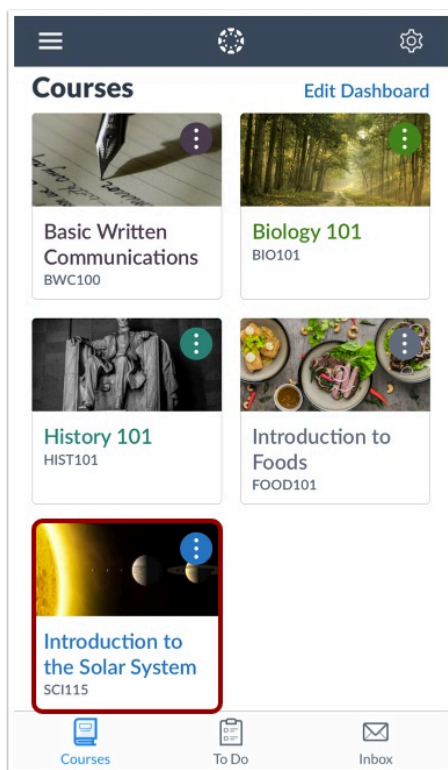 Courses
Edit Dashboard
Basic Written
Communications
BWC100
Biology 101
BIO101
History 101
HIST101
Introduction to
Foods
FOOD101
Introduction to
the Solar System
SCI115
Courses
To Do
Inbox